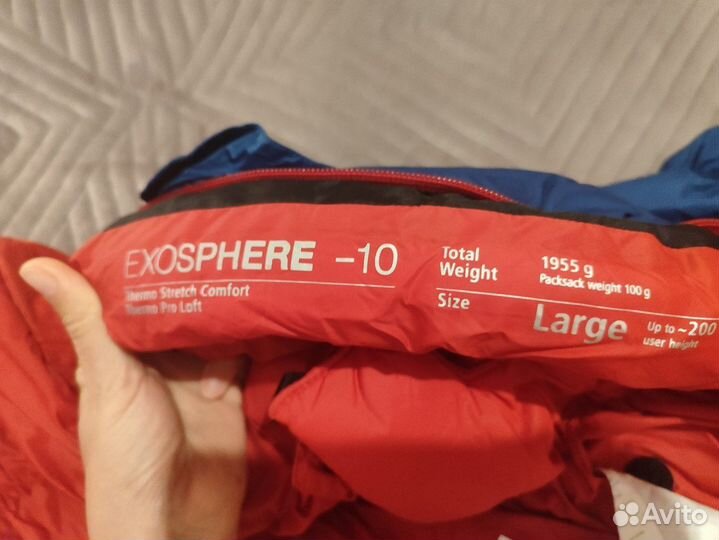 EXOSPHERE -10
Thermo Stretch Comfort
Thermo Pro Loft
Total Weight
1955 g
Packsack weight 100 g
Size
Large
Up to ~200
user height
Avito